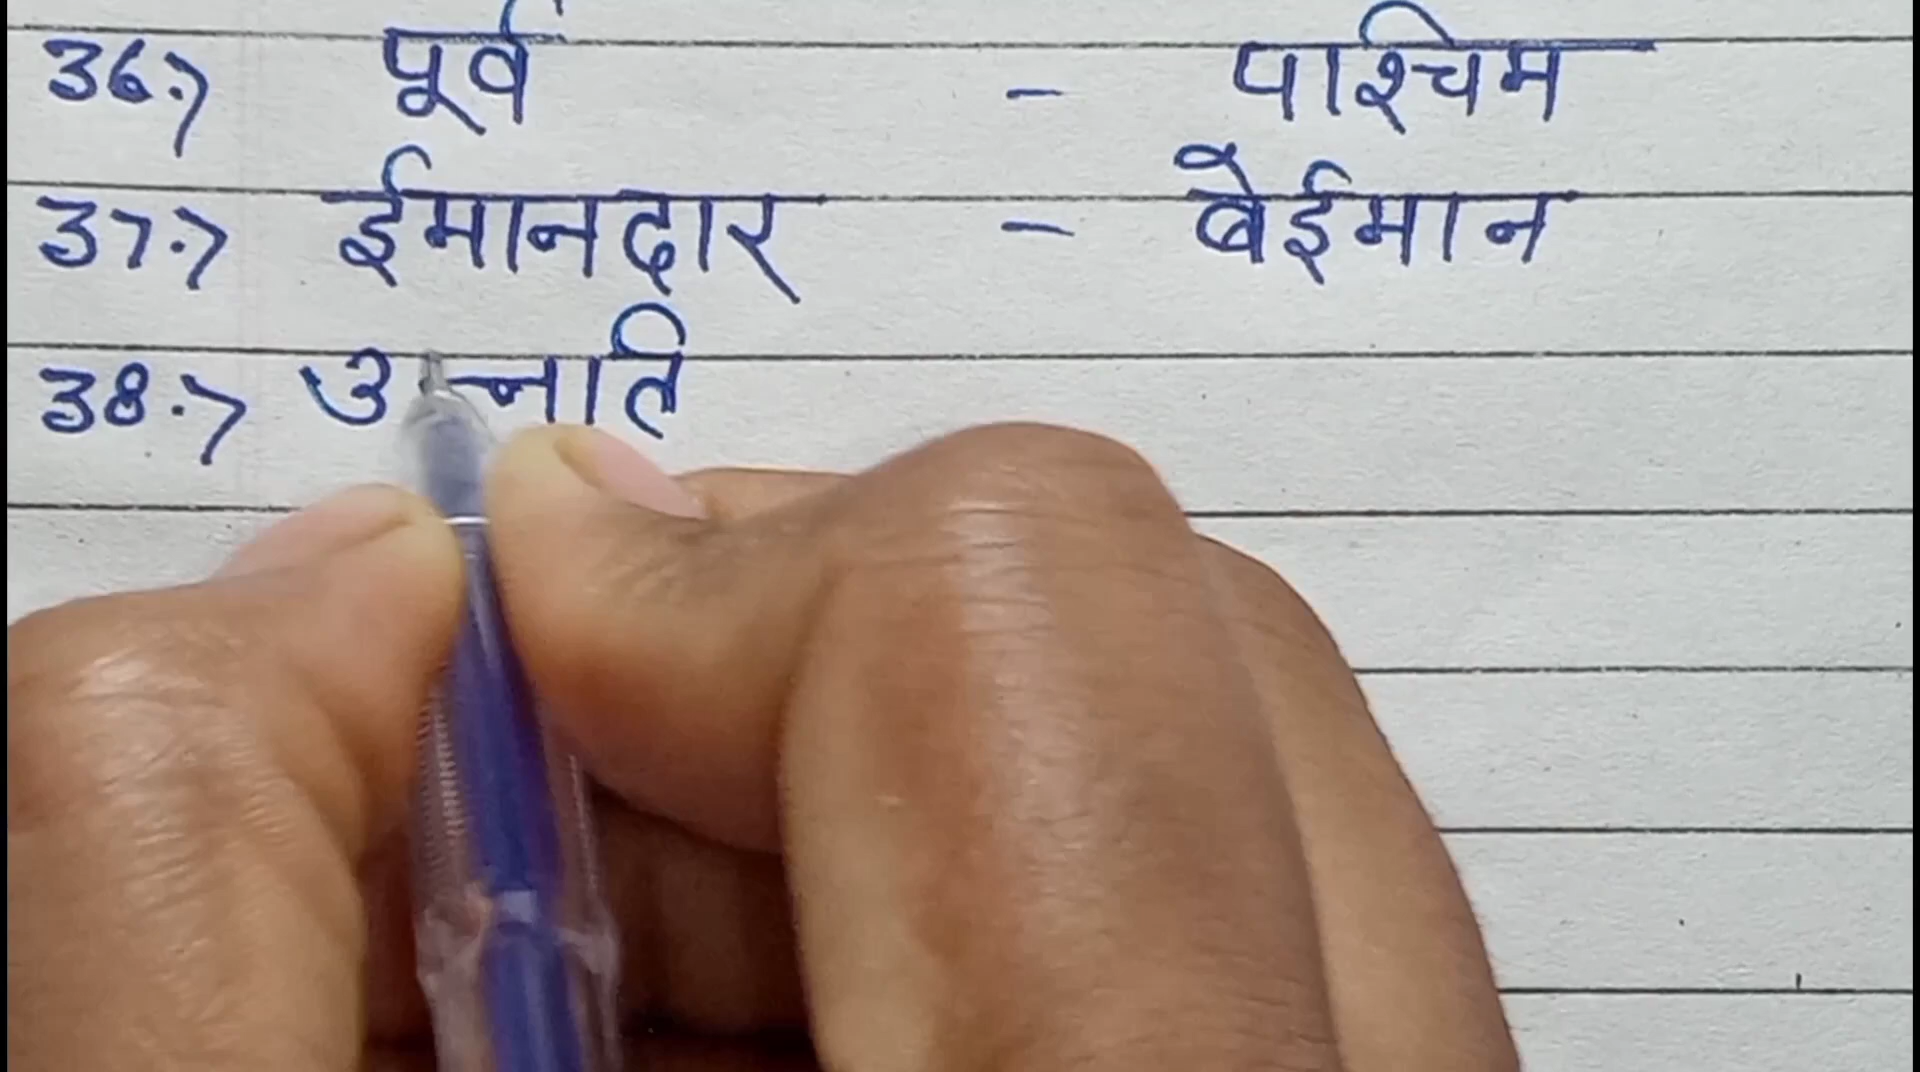 36.> पूर्व - पश्चिम
37.> ईमानदार - बेईमान
38.> उन्नति